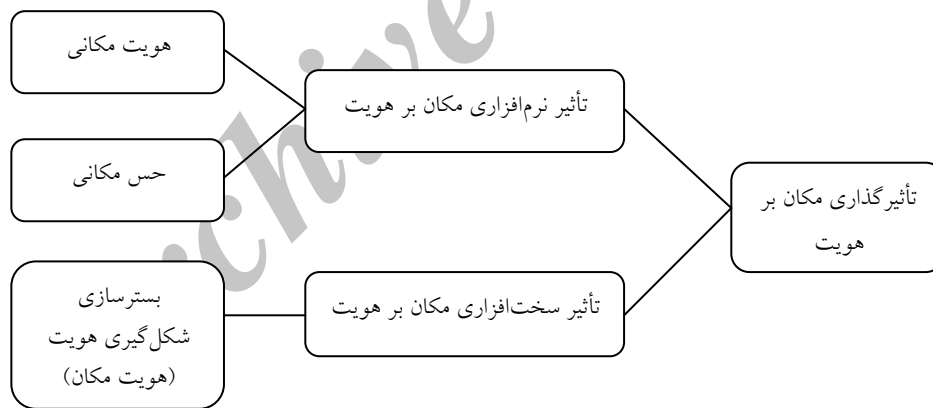 تأثیرگذاری مکان بر
هویت
تأثیر نرم‌افزاری مکان بر هویت
هویت مکانی
حس مکانی
تأثیر سخت‌افزاری مکان بر هویت
بسترسازی
شکل‌گیری هویت
(هویت مکان)